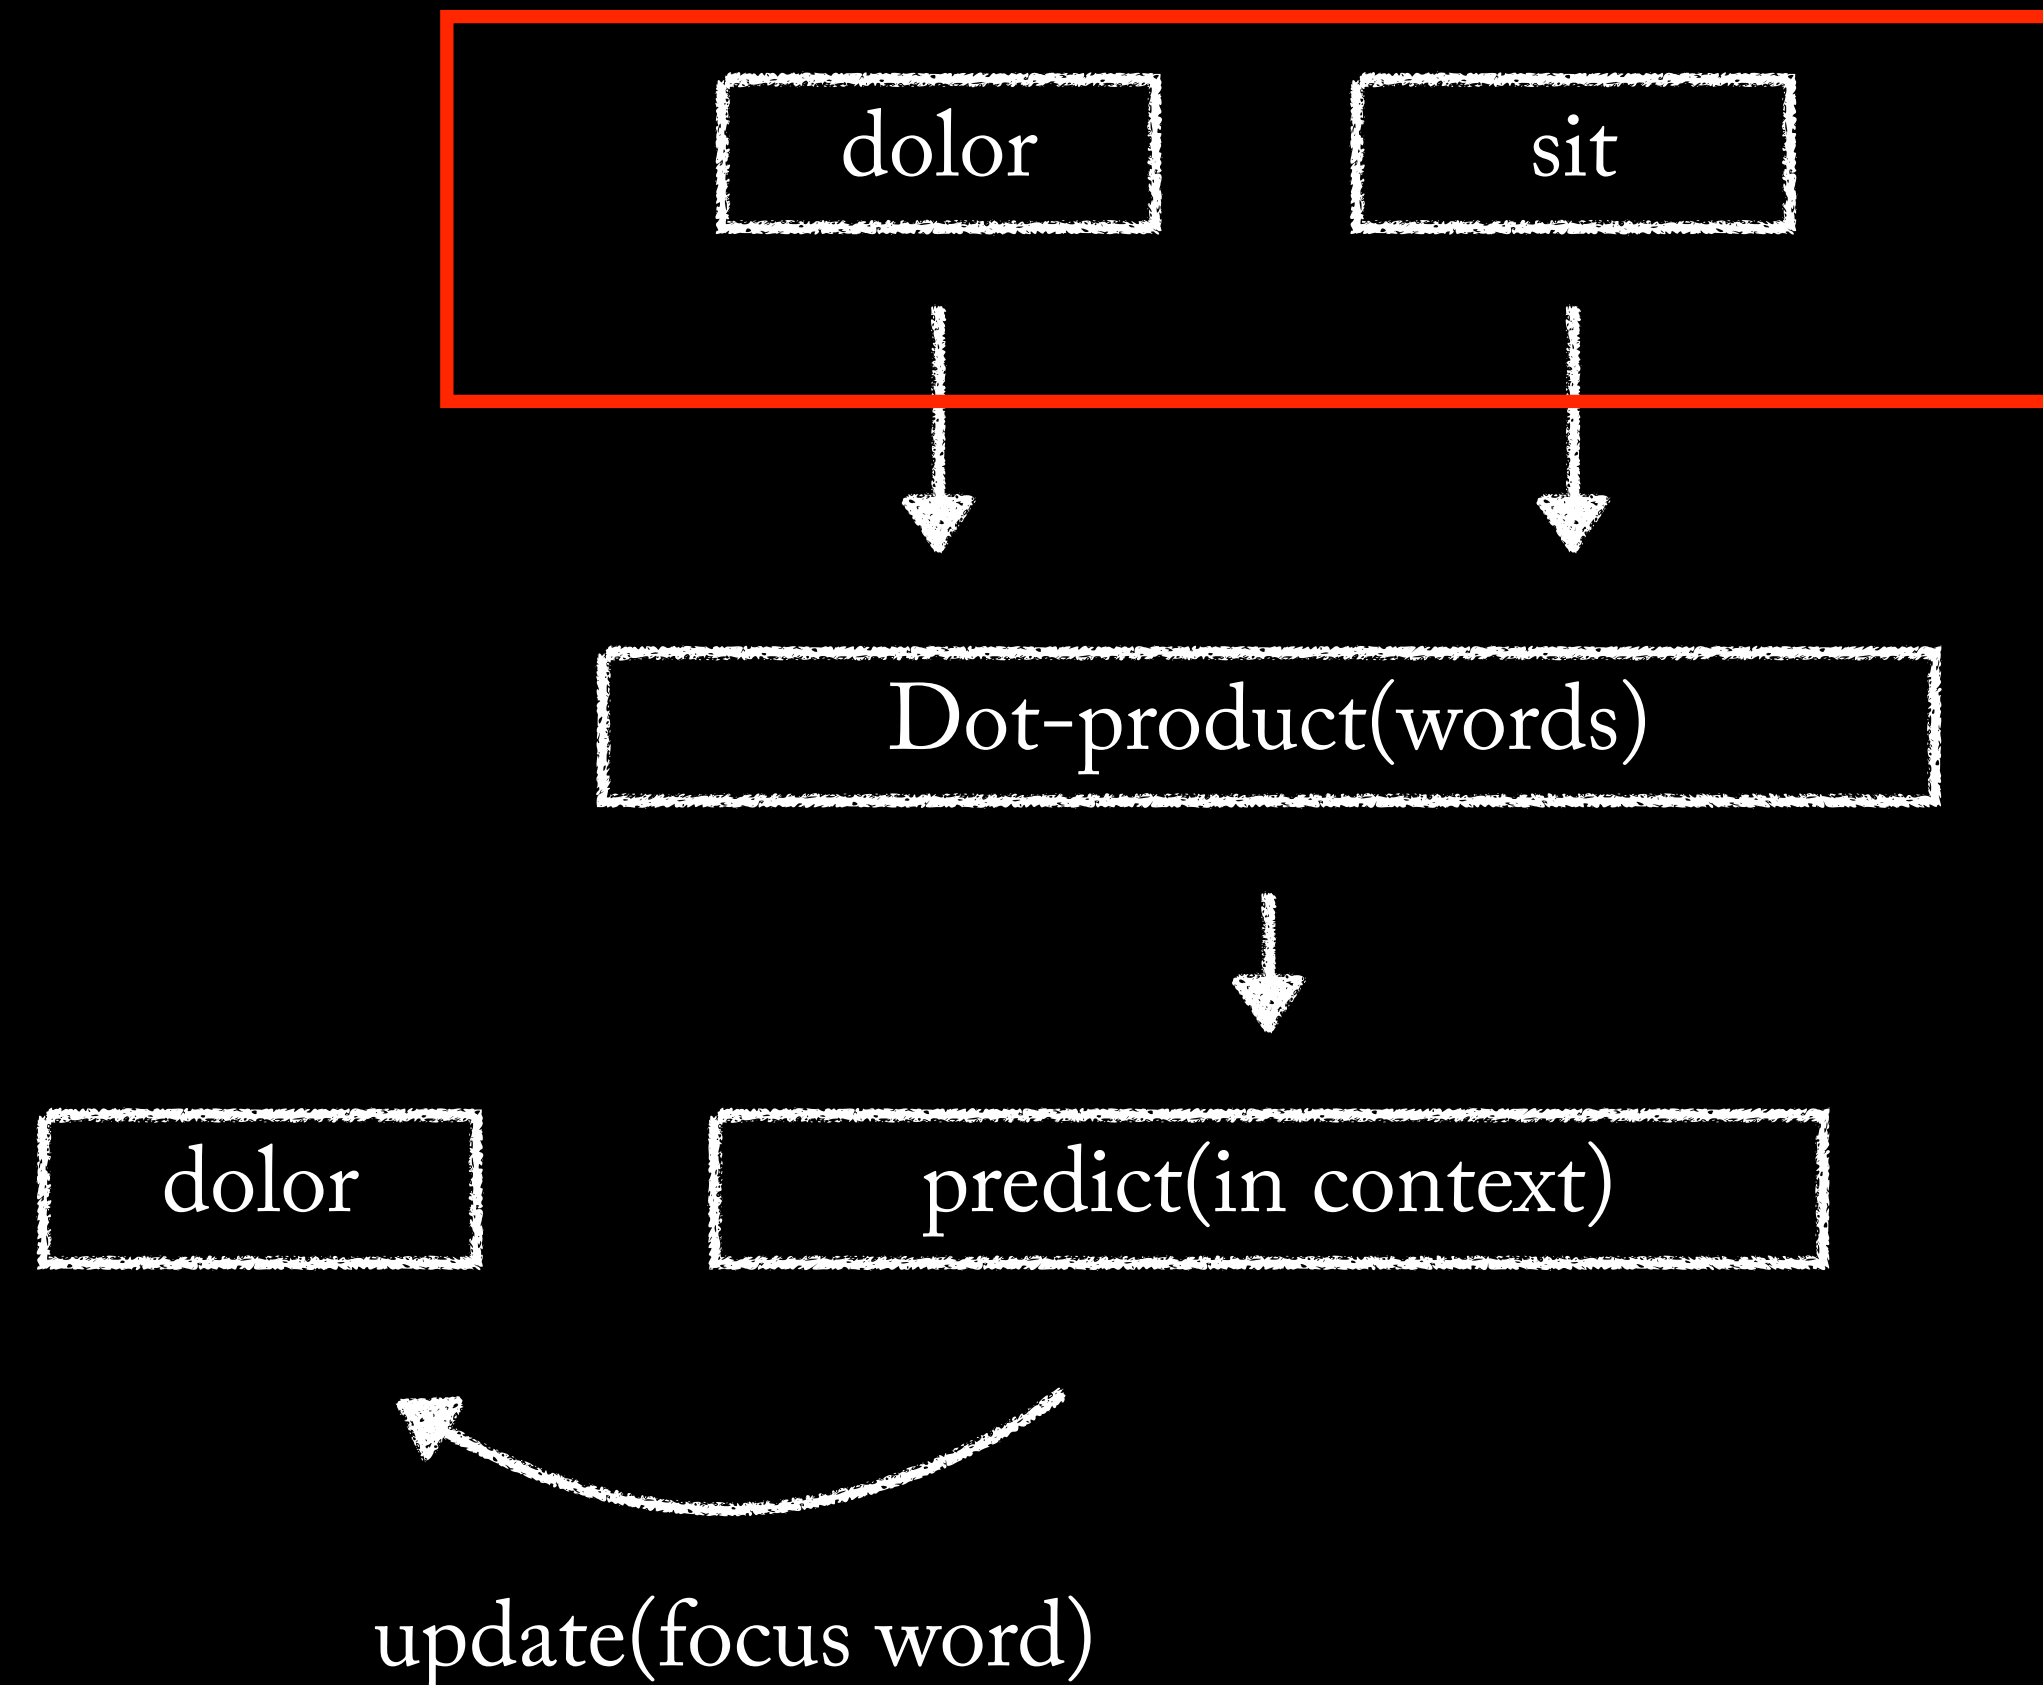 dolor
sit
Dot-product(words)
dolor
predict(in context)
update(focus word)